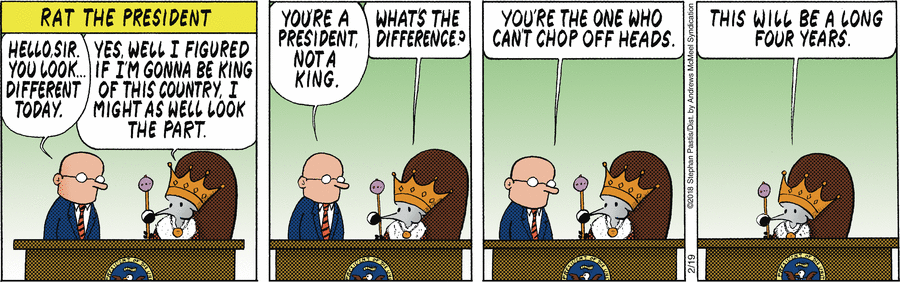 RAT THE PRESIDENT
HELLO, SIR.
YOU LOOK...
DIFFERENT
TODAY.
YES, WELL I FIGURED
IF I'M GONNA BE KING
OF THIS COUNTRY, I
MIGHT AS WELL LOOK
THE PART.
YOU'RE A
PRESIDENT,
NOT A
KING.
WHAT'S THE
DIFFERENCE?
YOU'RE THE ONE WHO
CAN'T CHOP OFF HEADS.
2/19 ©2018 Stephan Pastis/Dist. by Andrews McMeel Syndication
THIS WILL BE A LONG
FOUR YEARS.